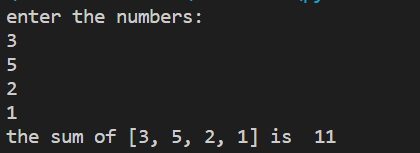 enter the numbers:
3
5
2
1
the sum of [3, 5, 2, 1] is  11